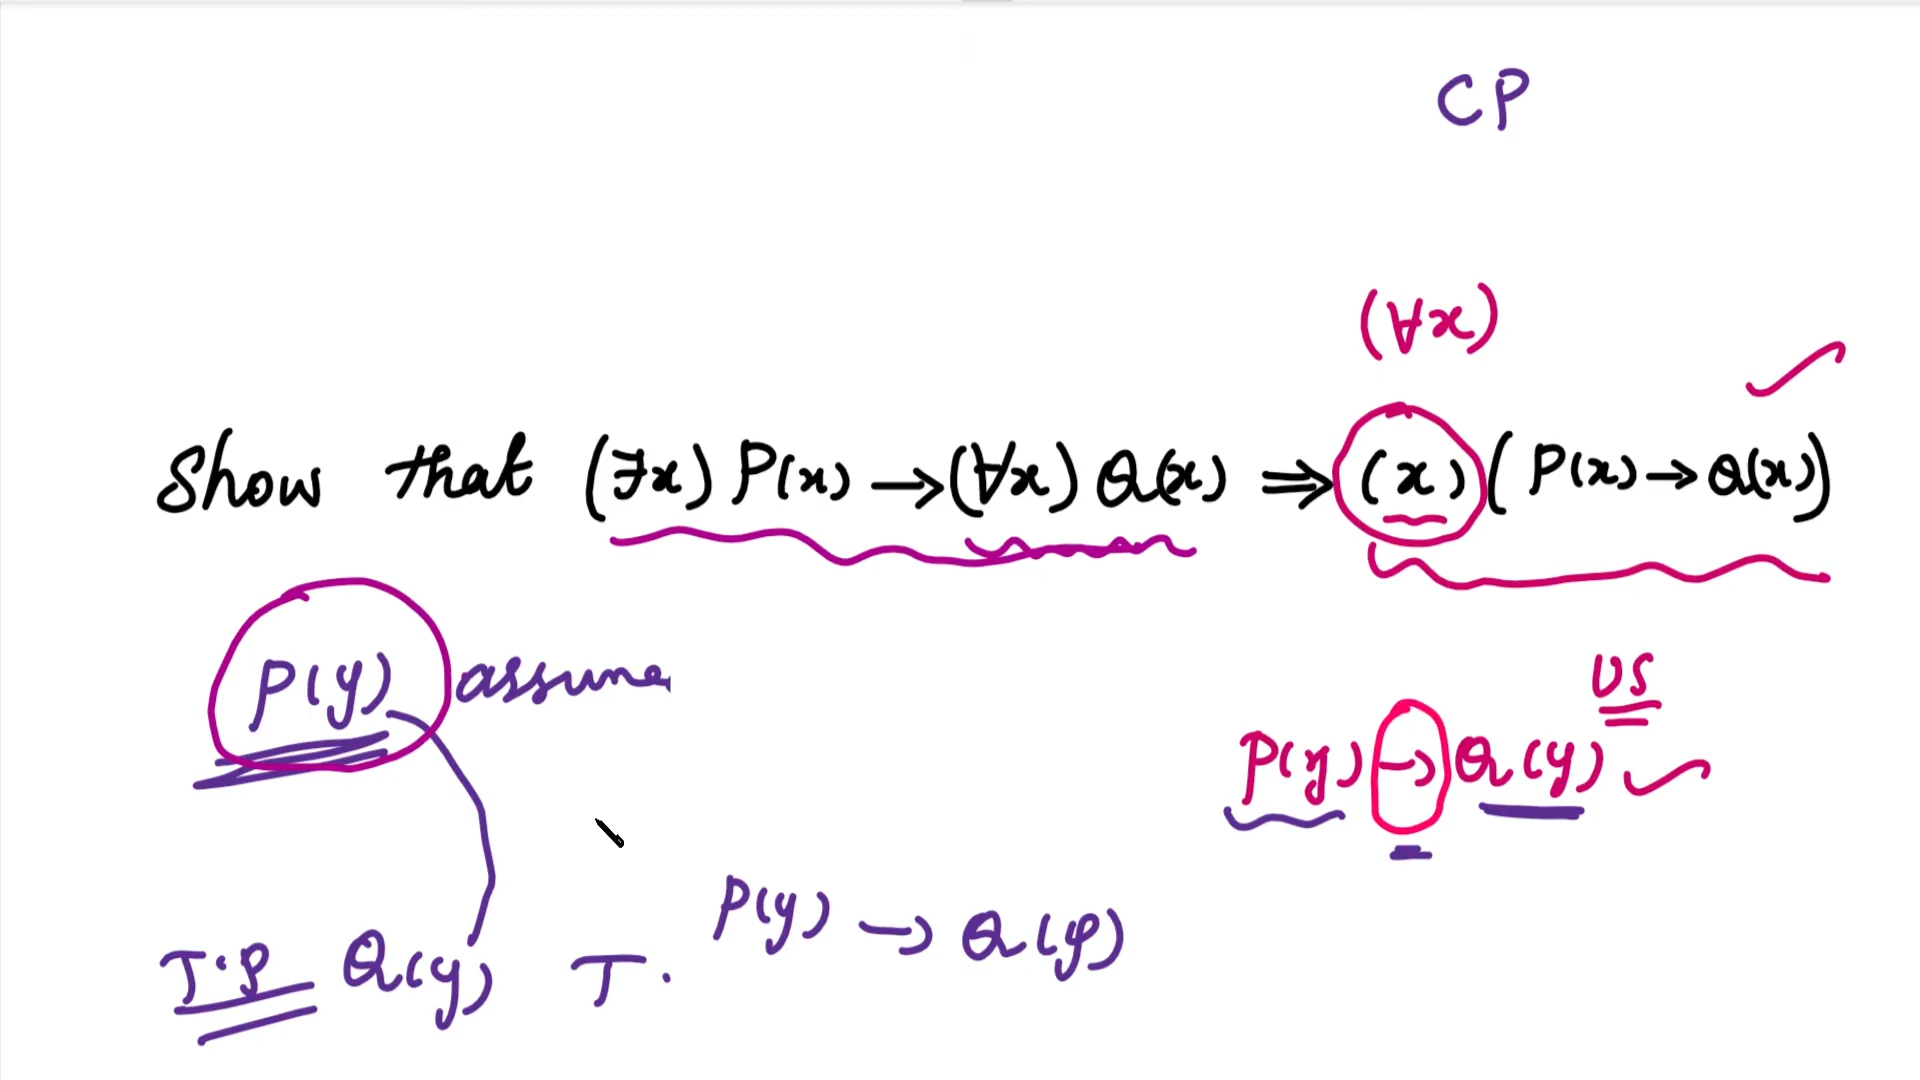 CP
(∀x)
Show that (∃x) P(x) → (∀x) Q(x) ⇒ (x) ( P(x) → Q(x) )
P(y) assume
US
P(y) → Q(y)
P(y) → Q(y)
T.P Q(y) T.